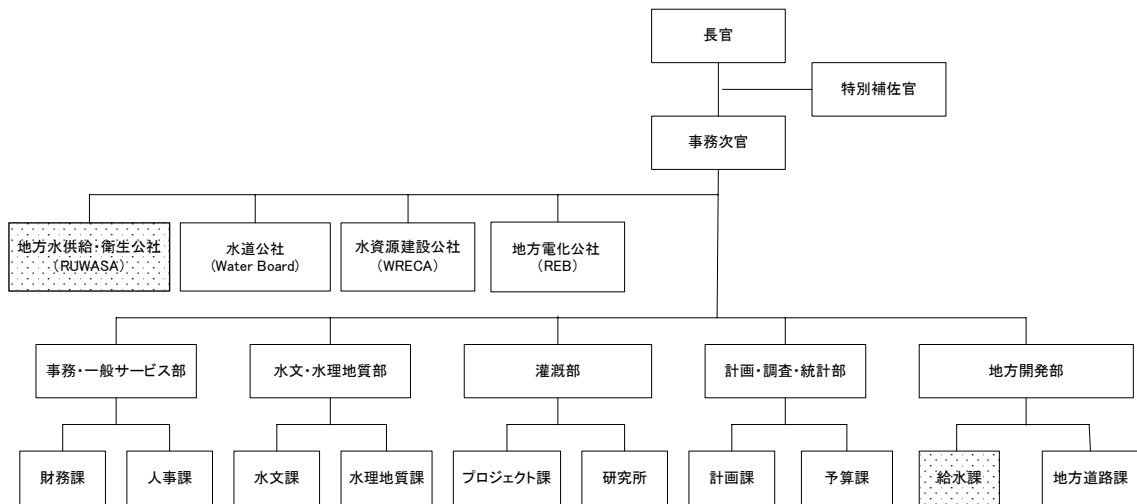 長官
特別補佐官
事務次官
地方水供給・衛生公社
(RUWASA)
水道公社
(Water Board)
水資源建設公社
(WRECA)
地方電化公社
(REB)
事務・一般サービス部
水文・水理地質部
灌漑部
計画・調査・統計部
地方開発部
財務課
人事課
水文課
水理地質課
プロジェクト課
研究所
計画課
予算課
給水課
地方道路課